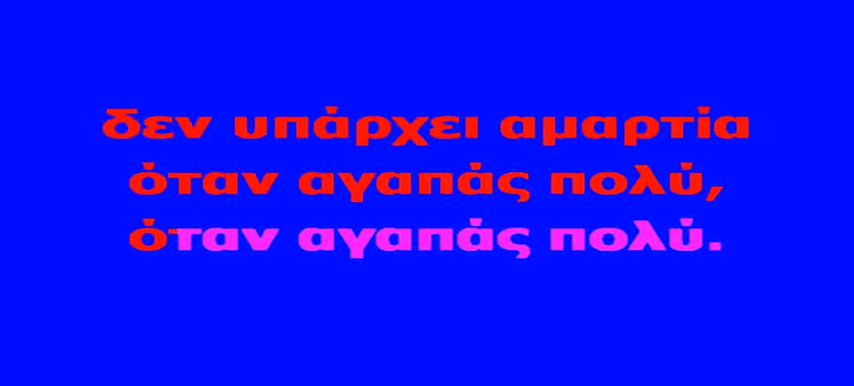 δεν υπάρχει αμαρτία
όταν αγαπάς πολύ,
όταν αγαπάς πολύ.